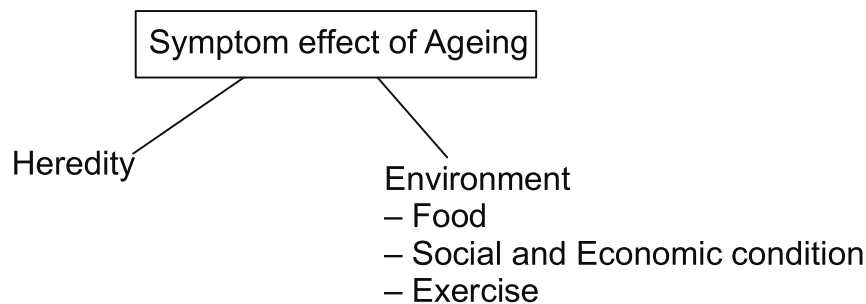 Symptom effect of Ageing
Heredity
Environment
– Food
– Social and Economic condition
– Exercise